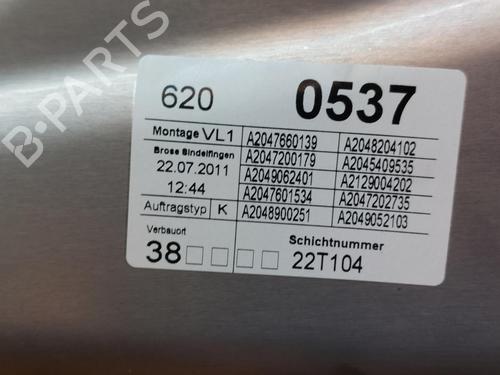 B-PARTS
620 0537
Montage VL1 A2047660139 A2048204102
Brose Sindelfingen A2047200179 A2045409535
22.07.2011 A2049062401 A2129004202
12:44 A2047601534 A2047202735
Auftragstyp K A2048900251 A2049052103
Verbauort Schichtnummer
38 22T104